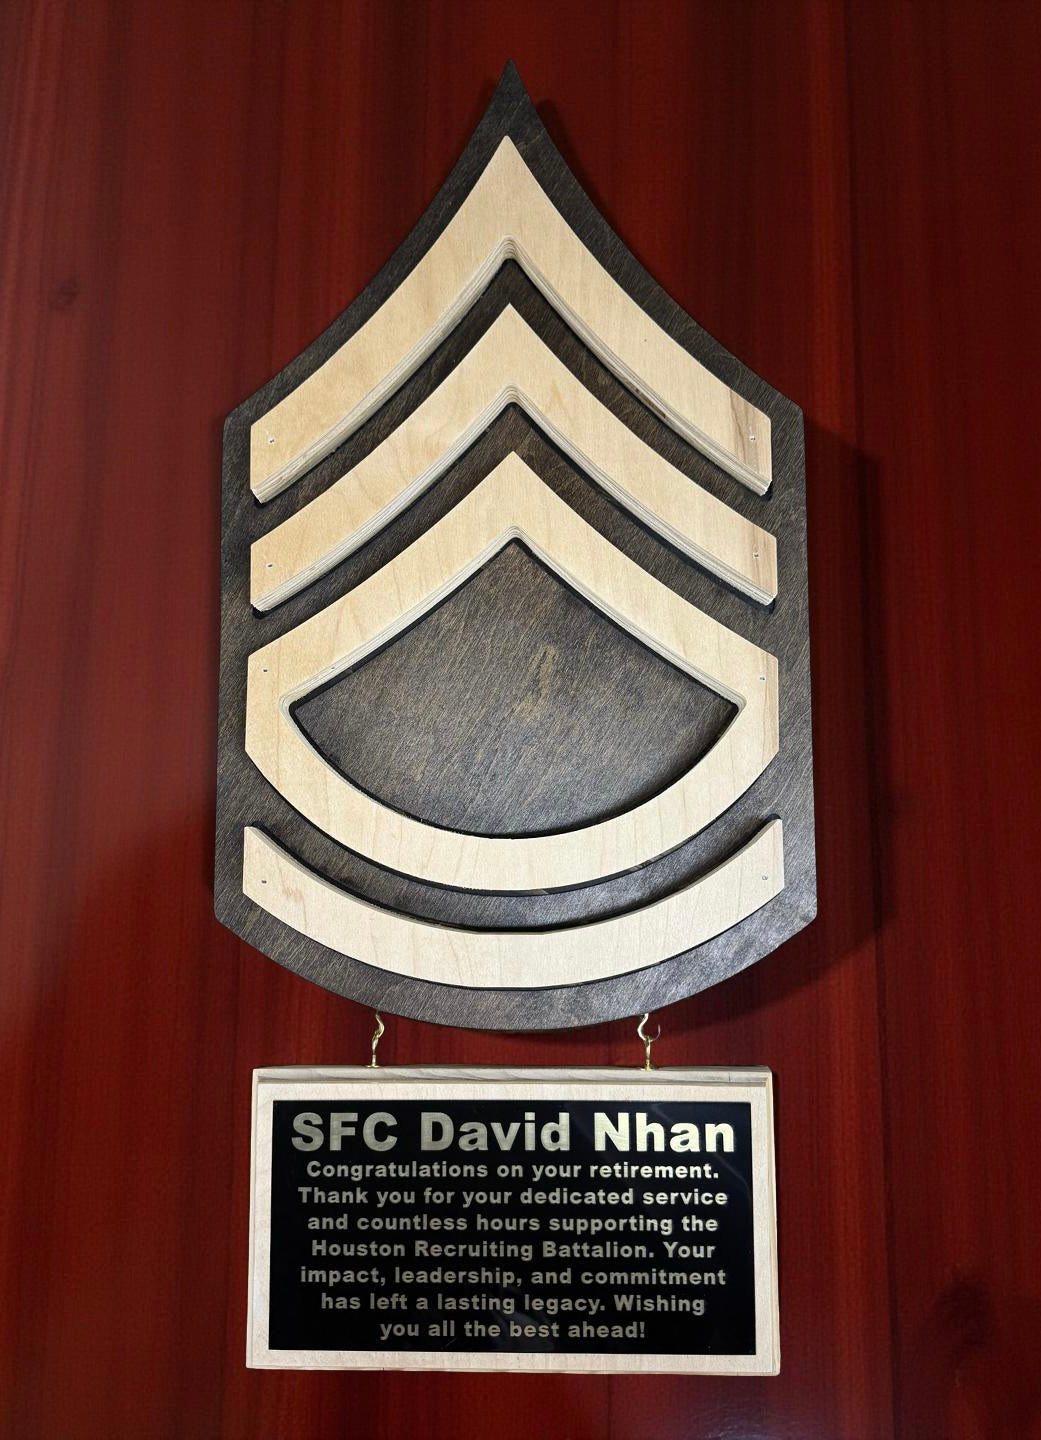 SFC David Nhan
Congratulations on your retirement.
Thank you for your dedicated service
and countless hours supporting the
Houston Recruiting Battalion. Your
impact, leadership, and commitment
has left a lasting legacy. Wishing
you all the best ahead!